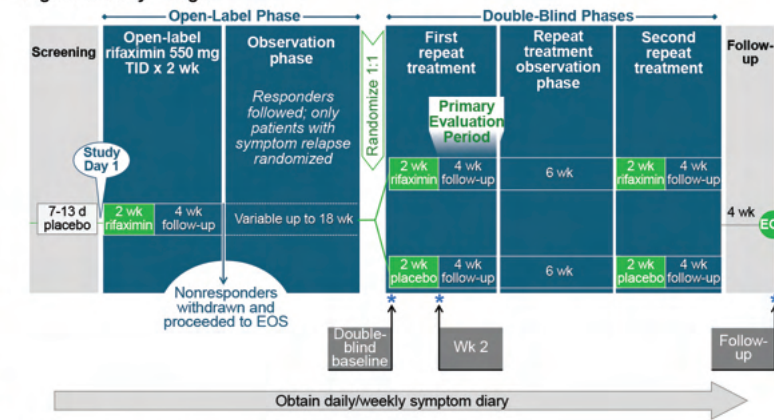 Open-Label Phase
Double-Blind Phases
Screening
Open-label
rifaximin 550 mg
TID x 2 wk
Observation
phase
Responders
followed; only
patients with
symptom relapse
randomized
Randomize 1:1
First
repeat
treatment
Repeat
treatment
observation
phase
Second
repeat
treatment
Follow-
up
Primary
Evaluation
Period
Study
Day 1
2 wk
rifaximin
4 wk
follow-up
6 wk
2 wk
rifaximin
4 wk
follow-up
7-13 d
placebo
2 wk
rifaximin
4 wk
follow-up
Variable up to 18 wk
4 wk
2 wk
placebo
4 wk
follow-up
6 wk
2 wk
placebo
4 wk
follow-up
Nonresponders
withdrawn and
proceeded to EOS
*
*
*
Double-
blind
baseline
Wk 2
Follow-
up
Obtain daily/weekly symptom diary